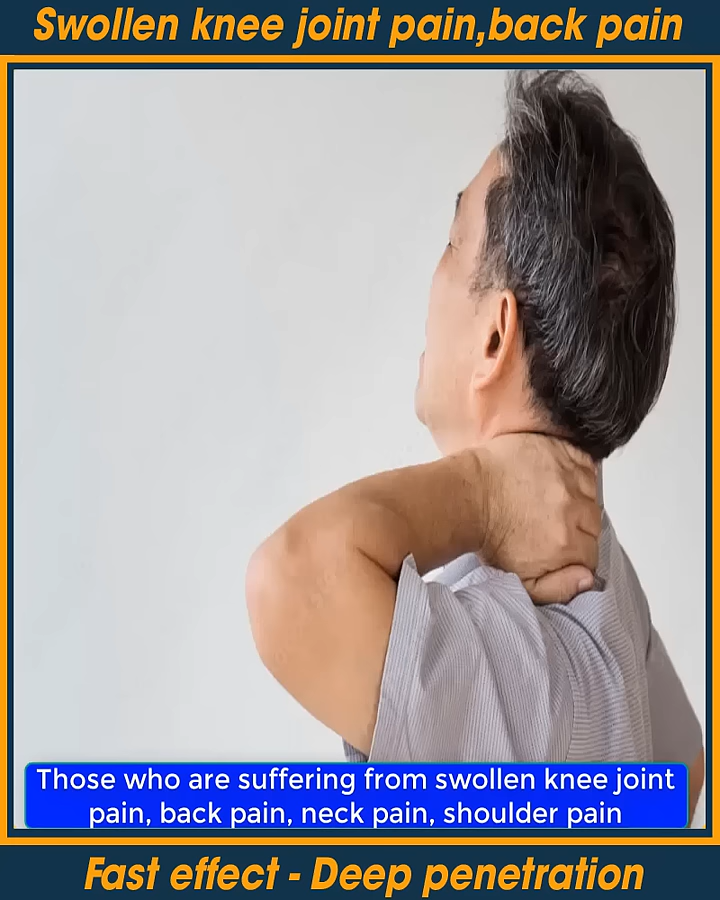 Swollen knee joint pain,back pain
Those who are suffering from swollen knee joint
pain, back pain, neck pain, shoulder pain
Fast effect - Deep penetration